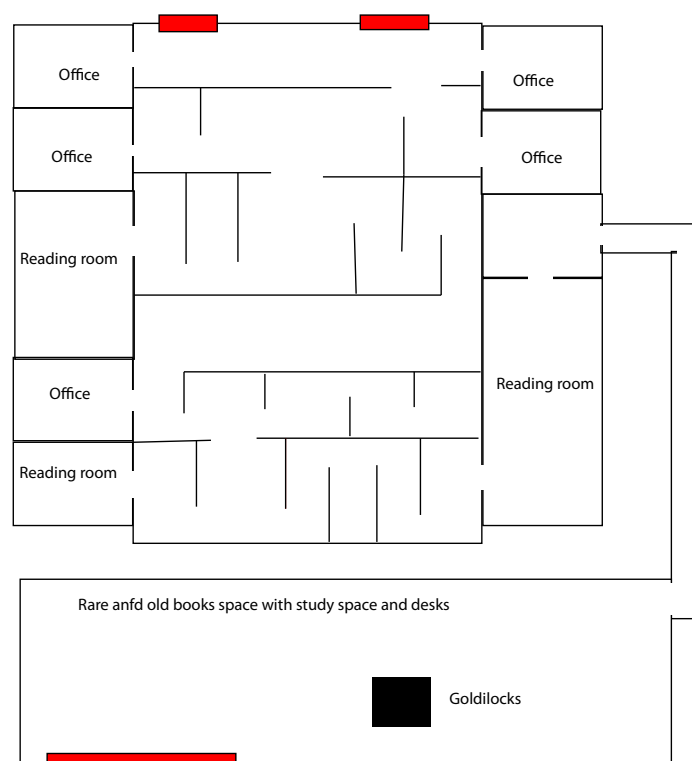 Office
Office
Office
Office
Reading room
Reading room
Office
Reading room
Rare anfd old books space with study space and desks
Goldilocks